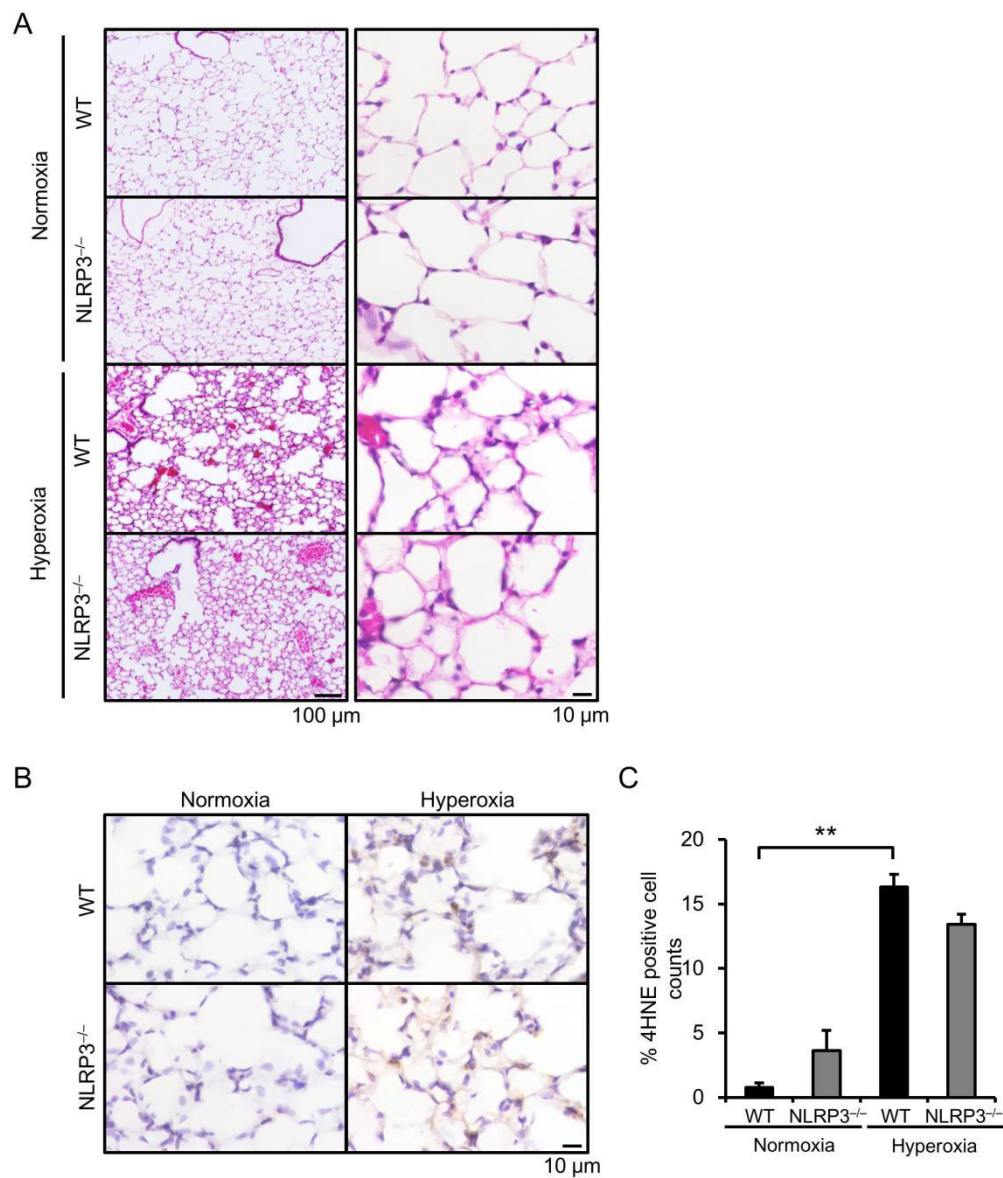 A
Normoxia
WT
NLRP3−/−
Hyperoxia
WT
NLRP3−/−
100 µm
10 µm
B
Normoxia
Hyperoxia
WT
NLRP3−/−
10 µm
C
**
% 4HNE positive cell
counts
20
15
10
5
0
WT NLRP3−/− WT NLRP3−/−
Normoxia Hyperoxia